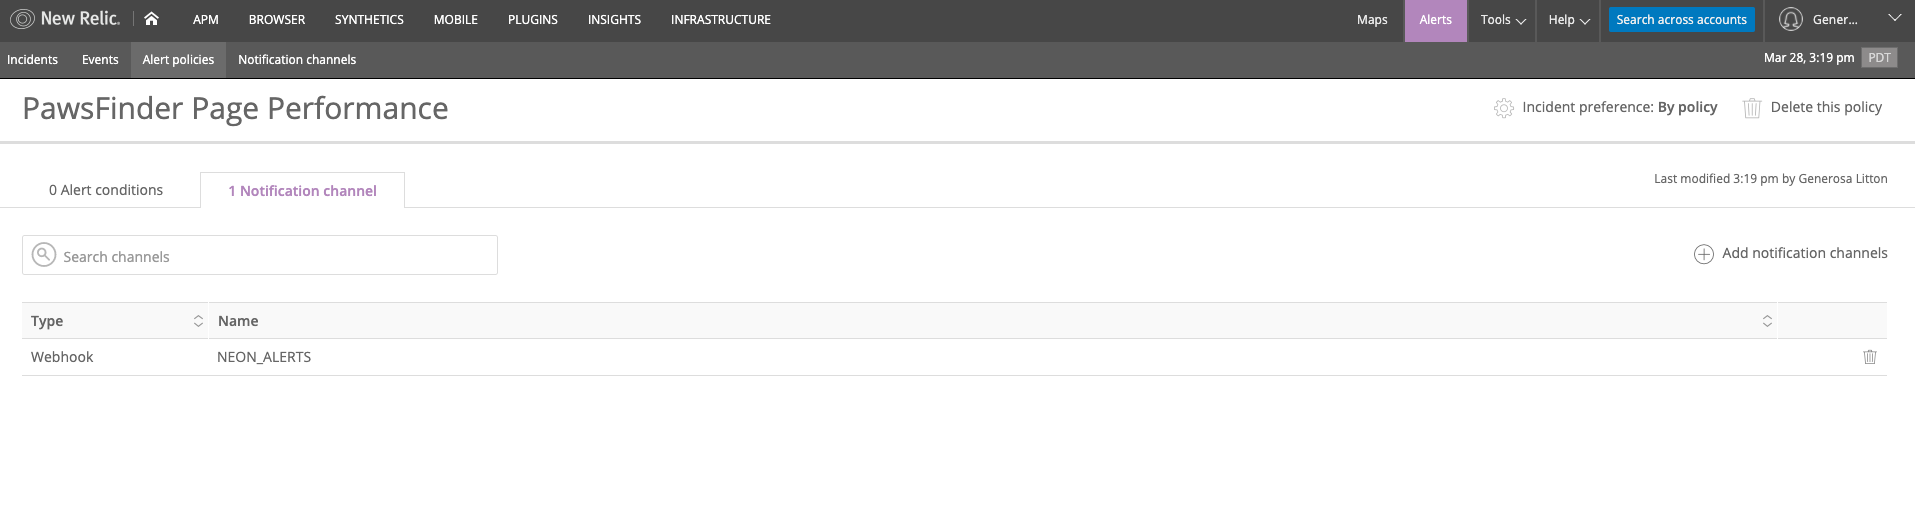 New Relic. APM BROWSER SYNTHETICS MOBILE PLUGINS INSIGHTS INFRASTRUCTURE Maps Alerts Tools Help Search across accounts Gener...
Incidents Events Alert policies Notification channels Mar 28, 3:19 pm PDT
PawsFinder Page Performance Incident preference: By policy Delete this policy
0 Alert conditions 1 Notification channel Last modified 3:19 pm by Generosa Litton
Search channels Add notification channels
Type Name
Webhook NEON_ALERTS